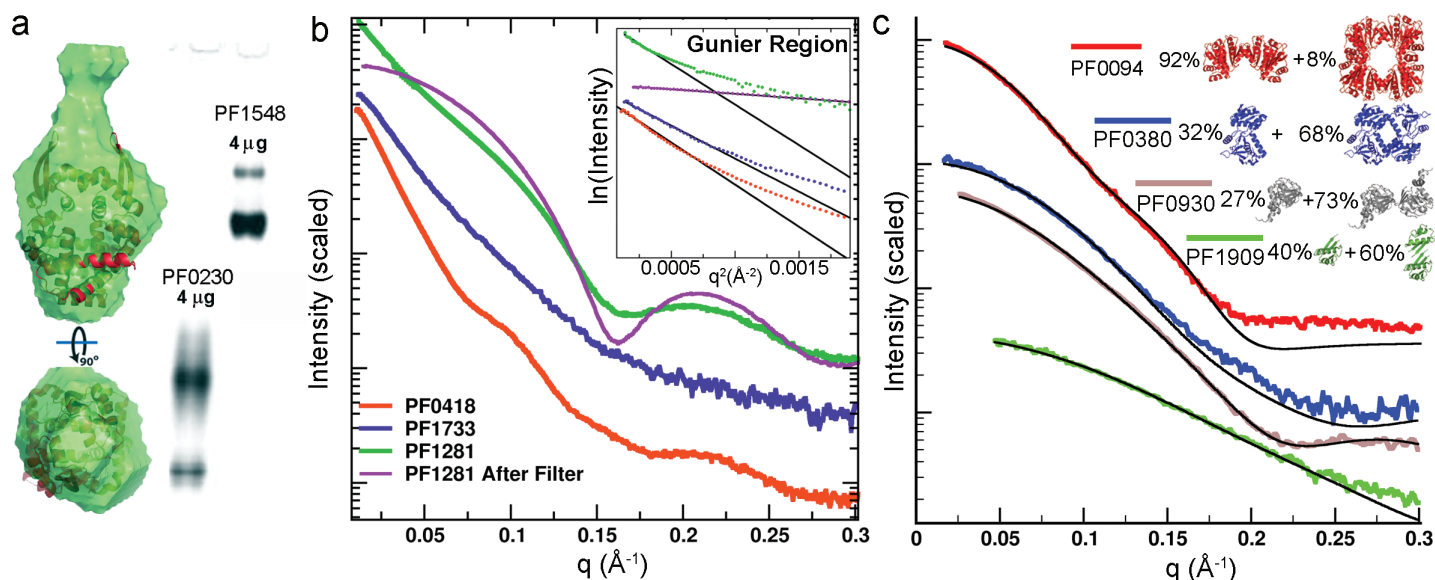 a
PF1548
4 μg
PF0230
4 μg
90°
b
Intensity (scaled)
q (Å⁻¹)
0.05
0.1
0.15
0.2
0.25
0.3
PF0418
PF1733
PF1281
PF1281 After Filter
Gunier Region
ln(Intensity)
0.0005
0.0015
q²(Å⁻²)
c
Intensity (scaled)
PF0094
92%
+8%
PF0380
32%
+
68%
PF0930
27%
+73%
PF1909
40%
+60%
0
0.05
0.1
0.15
0.2
0.25
0.3
q (Å⁻¹)